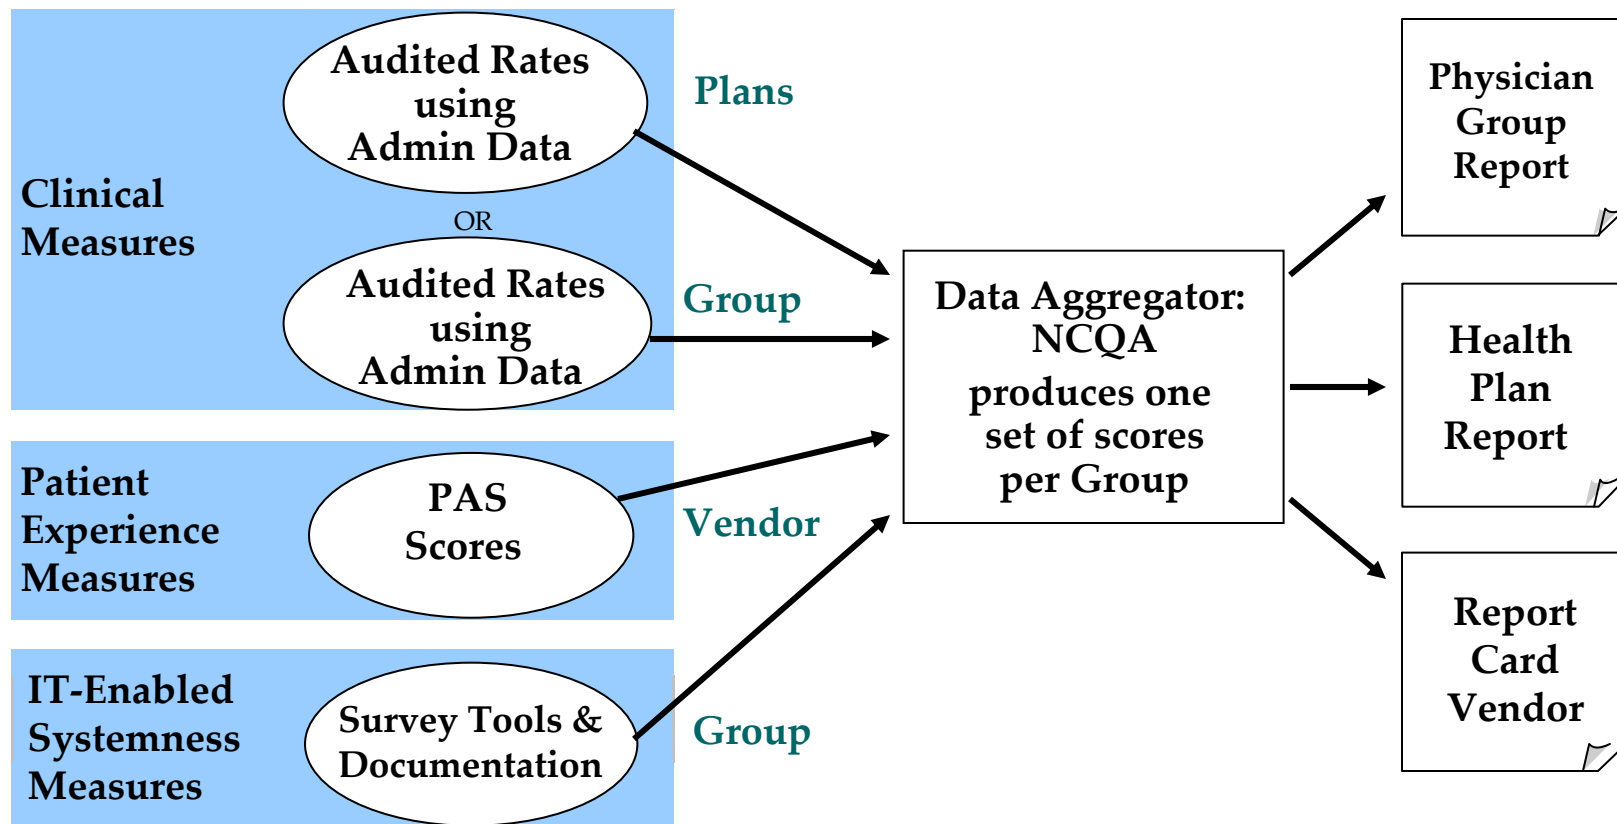 Clinical
Measures
Audited Rates
using
Admin Data
OR
Audited Rates
using
Admin Data
Plans
Group
Patient
Experience
Measures
PAS
Scores
Vendor
IT-Enabled
Systemness
Measures
Survey Tools &
Documentation
Group
Data Aggregator:
NCQA
produces one
set of scores
per Group
Physician
Group
Report
Health
Plan
Report
Report
Card
Vendor